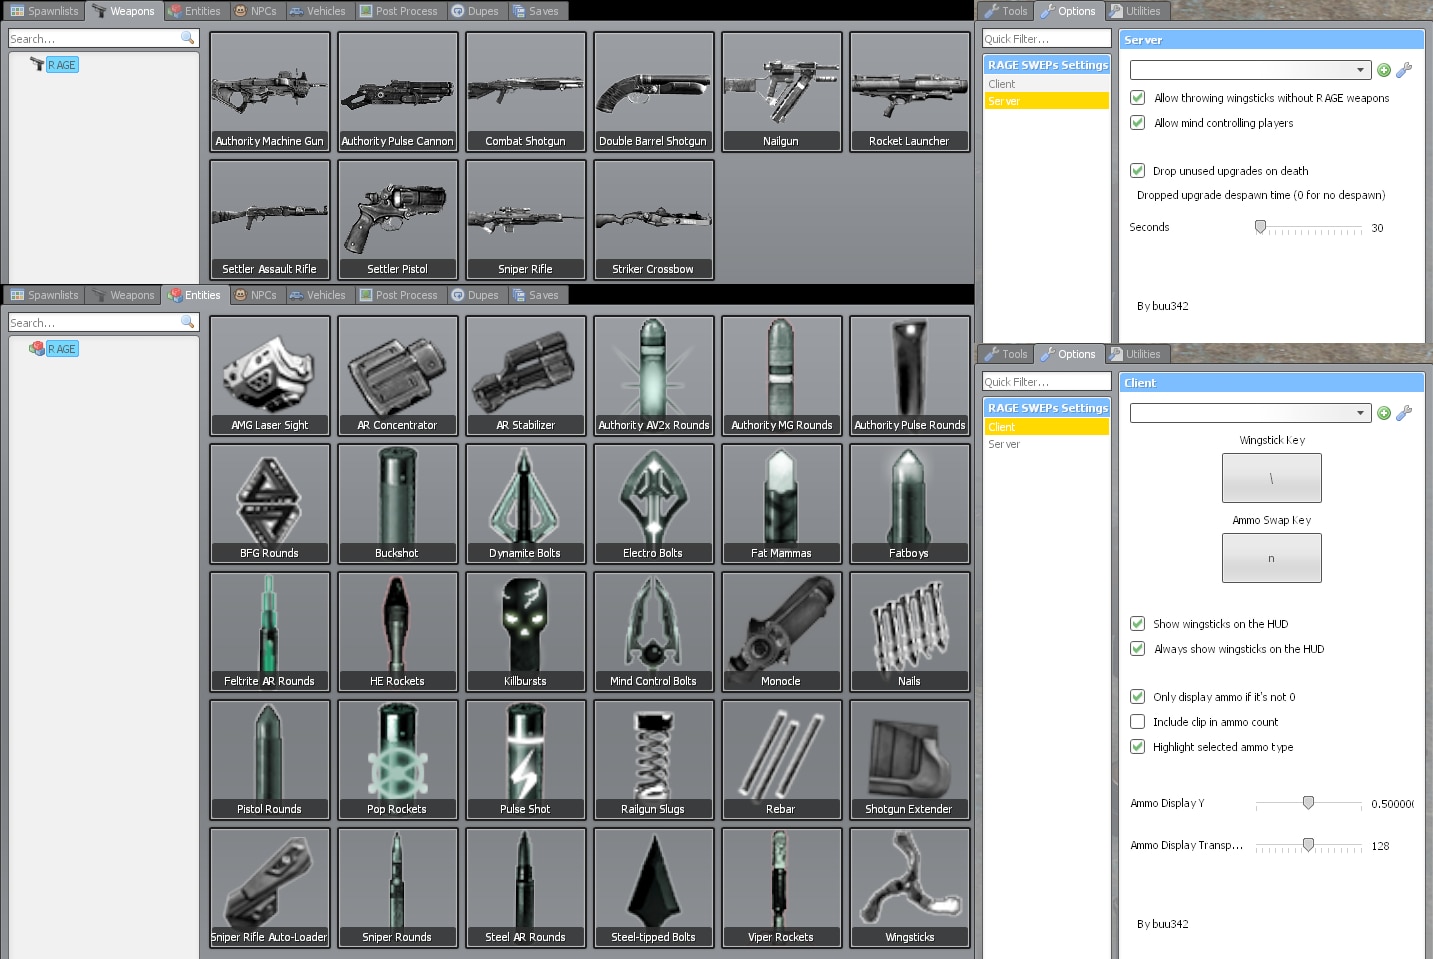 Spawnlists Weapons Entities NPCs Vehicles Post Process Dupes Saves
Search...
RAGE
Authority Machine Gun Authority Pulse Cannon Combat Shotgun Double Barrel Shotgun Nailgun Rocket Launcher
Settler Assault Rifle Settler Pistol Sniper Rifle Striker Crossbow
Spawnlists Weapons Entities NPCs Vehicles Post Process Dupes Saves
Search...
RAGE
AMG Laser Sight AR Concentrator AR Stabilizer Authority AV2x Rounds Authority MG Rounds Authority Pulse Rounds
BFG Rounds Buckshot Dynamite Bolts Electro Bolts Fat Mammas Fatboys
Feltrite AR Rounds HE Rockets Killbursts Mind Control Bolts Monocle Nails
Pistol Rounds Pop Rockets Pulse Shot Railgun Slugs Rebar Shotgun Extender
Sniper Rifle Auto-Loader Sniper Rounds Steel AR Rounds Steel-tipped Bolts Viper Rockets Wingsticks
Tools Options Utilities
Quick Filter...
RAGE SWEPs Settings
Client
Server
Server
Allow throwing wingsticks without RAGE weapons
Allow mind controlling players
Drop unused upgrades on death
Dropped upgrade despawn time (0 for no despawn)
Seconds 30
By buu342
Tools Options Utilities
Quick Filter...
RAGE SWEPs Settings
Client
Server
Client
Wingstick Key
\
Ammo Swap Key
n
Show wingsticks on the HUD
Always show wingsticks on the HUD
Only display ammo if it's not 0
Include clip in ammo count
Highlight selected ammo type
Ammo Display Y 0.50000
Ammo Display Transp... 128
By buu342